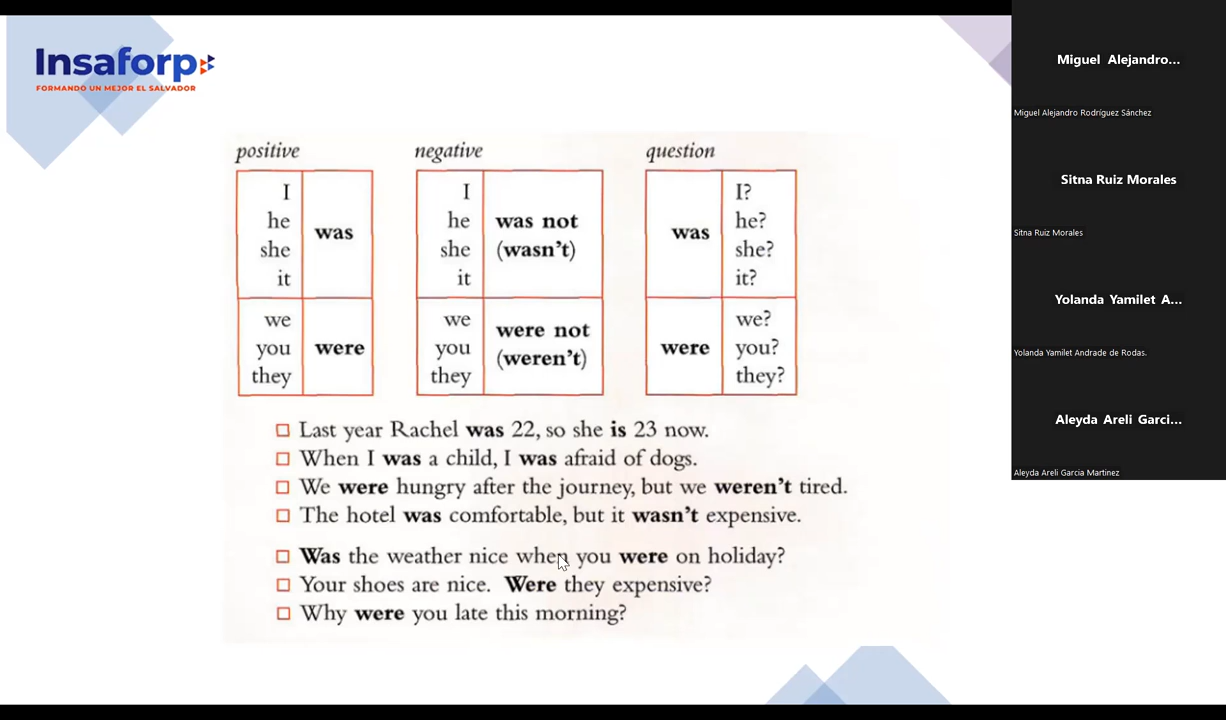 Insaforp
FORMANDO UN MEJOR EL SALVADOR
positive
I
he
she
it
was
we
you
they
were
negative
I
he
she
it
was not
(wasn't)
we
you
they
were not
(weren't)
question
was
I?
he?
she?
it?
were
we?
you?
they?
Last year Rachel was 22, so she is 23 now.
When I was a child, I was afraid of dogs.
We were hungry after the journey, but we weren't tired.
The hotel was comfortable, but it wasn't expensive.
Was the weather nice when you were on holiday?
Your shoes are nice. Were they expensive?
Why were you late this morning?
Miguel Alejandro...
Miguel Alejandro Rodríguez Sánchez
Sitna Ruiz Morales
Sitna Ruiz Morales
Yolanda Yamilet A...
Yolanda Yamilet Andrade de Rodas.
Aleyda Areli Garci...
Aleyda Areli Garcia Martinez